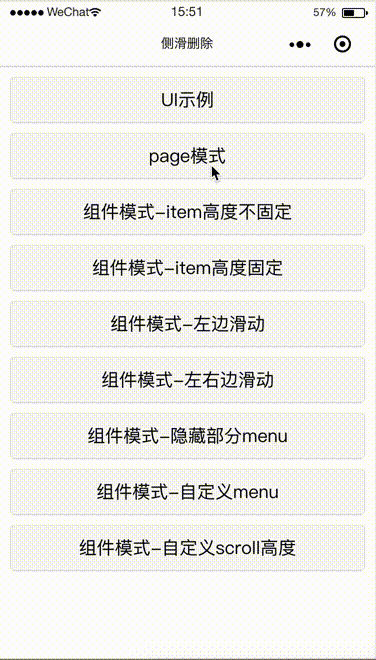 WeChat 15:51 57%
侧滑删除
UI示例
page模式
组件模式-item高度不固定
组件模式-item高度固定
组件模式-左边滑动
组件模式-左右边滑动
组件模式-隐藏部分menu
组件模式-自定义menu
组件模式-自定义scroll高度